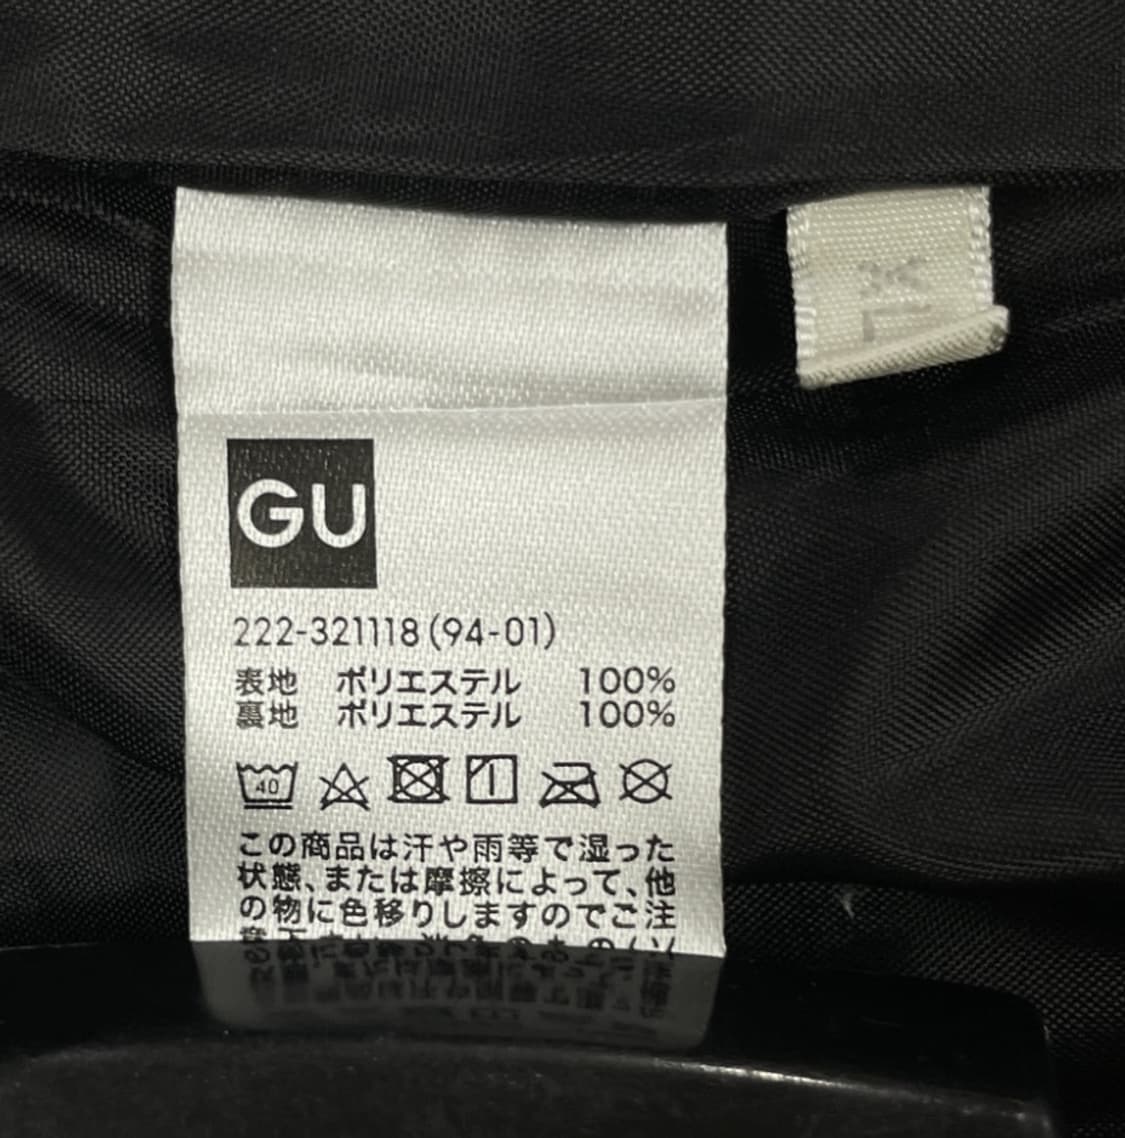 GU
222-321118(94-01)
表地 ポリエステル 100%
裏地 ポリエステル 100%
40
この商品は汗や雨等で湿った
状態、または摩擦によって、他
の物に色移りしますのでご注